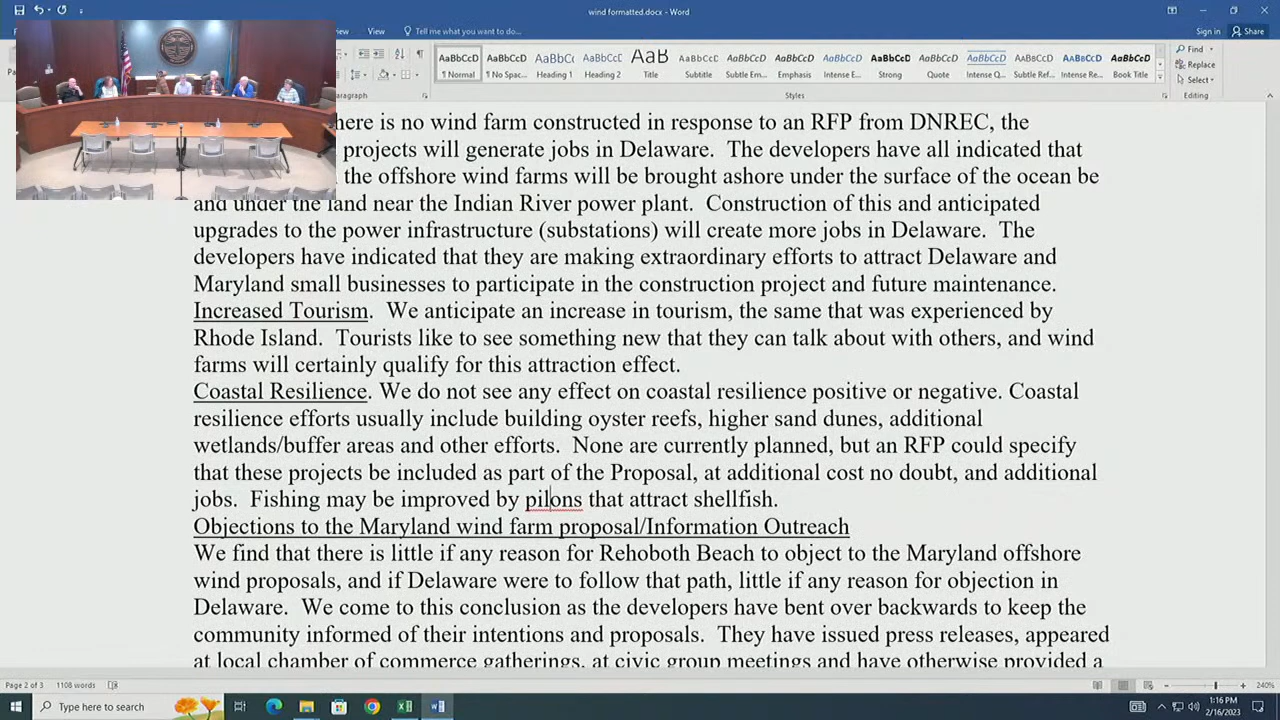 wind formatted.docx - Word
Sign in
Share
View
Tell me what you want to do...
Find
Replace
Select
AaBbCcD
AaBbCcD
AaBbC
AaBbCcD
AaB
AaBbCcD
AaBbCcD
AaBbCcD
AaBbCcD
AaBbCcD
AaBbCcD
AaBbCcD
AaBbCcD
AaBbCcD
AaBbCcD
¶ Normal
¶ No Spac...
Heading 1
Heading 2
Title
Subtitle
Subtle Em...
Emphasis
Intense E...
Strong
Quote
Intense Q...
Subtle Ref...
Intense Re...
Book Title
Styles
Editing
here is no wind farm constructed in response to an RFP from DNREC, the
projects will generate jobs in Delaware. The developers have all indicated that
the offshore wind farms will be brought ashore under the surface of the ocean be
and under the land near the Indian River power plant. Construction of this and anticipated
upgrades to the power infrastructure (substations) will create more jobs in Delaware. The
developers have indicated that they are making extraordinary efforts to attract Delaware and
Maryland small businesses to participate in the construction project and future maintenance.
Increased Tourism. We anticipate an increase in tourism, the same that was experienced by
Rhode Island. Tourists like to see something new that they can talk about with others, and wind
farms will certainly qualify for this attraction effect.
Coastal Resilience. We do not see any effect on coastal resilience positive or negative. Coastal
resilience efforts usually include building oyster reefs, higher sand dunes, additional
wetlands/buffer areas and other efforts. None are currently planned, but an RFP could specify
that these projects be included as part of the Proposal, at additional cost no doubt, and additional
jobs. Fishing may be improved by pilons that attract shellfish.
Objections to the Maryland wind farm proposal/Information Outreach
We find that there is little if any reason for Rehoboth Beach to object to the Maryland offshore
wind proposals, and if Delaware were to follow that path, little if any reason for objection in
Delaware. We come to this conclusion as the developers have bent over backwards to keep the
community informed of their intentions and proposals. They have issued press releases, appeared
at local chamber of commerce gatherings, at civic group meetings and have otherwise provided a
Page 2 of 3
1108 words
240%
Type here to search
1:16 PM
2/16/2023